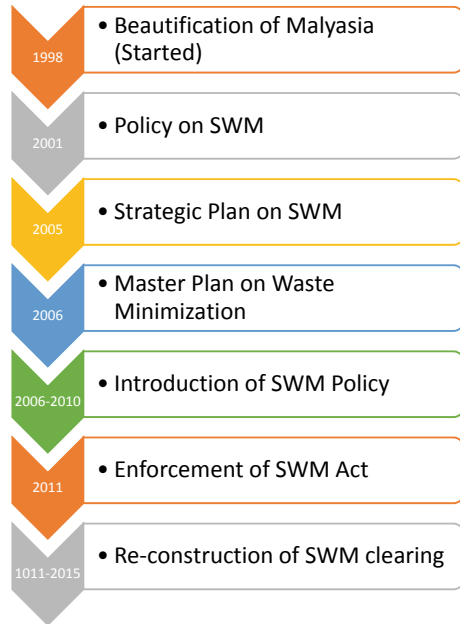 1998
• Beautification of Malyasia
(Started)
2001
• Policy on SWM
2005
• Strategic Plan on SWM
2006
• Master Plan on Waste
Minimization
2006-2010
• Introduction of SWM Policy
2011
• Enforcement of SWM Act
1011-2015
• Re-construction of SWM clearing